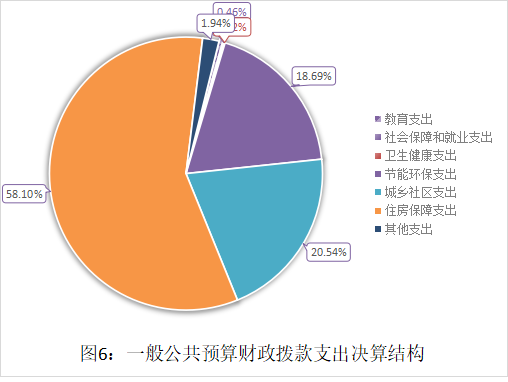 0.46%
1.94%
18.69%
58.10%
20.54%
教育支出
社会保障和就业支出
卫生健康支出
节能环保支出
城乡社区支出
住房保障支出
其他支出
图6：一般公共预算财政拨款支出决算结构